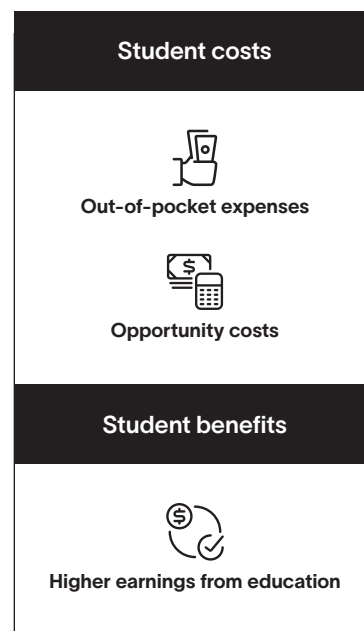 Student costs
Out-of-pocket expenses
$
Opportunity costs
Student benefits
$
Higher earnings from education